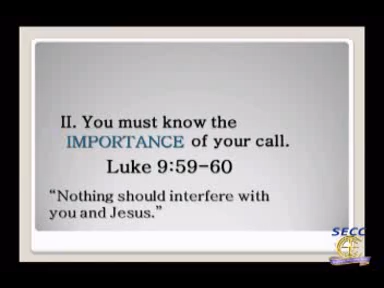 II. You must know the
IMPORTANCE of your call.
Luke 9:59-60
“Nothing should interfere with
you and Jesus.”
SECC